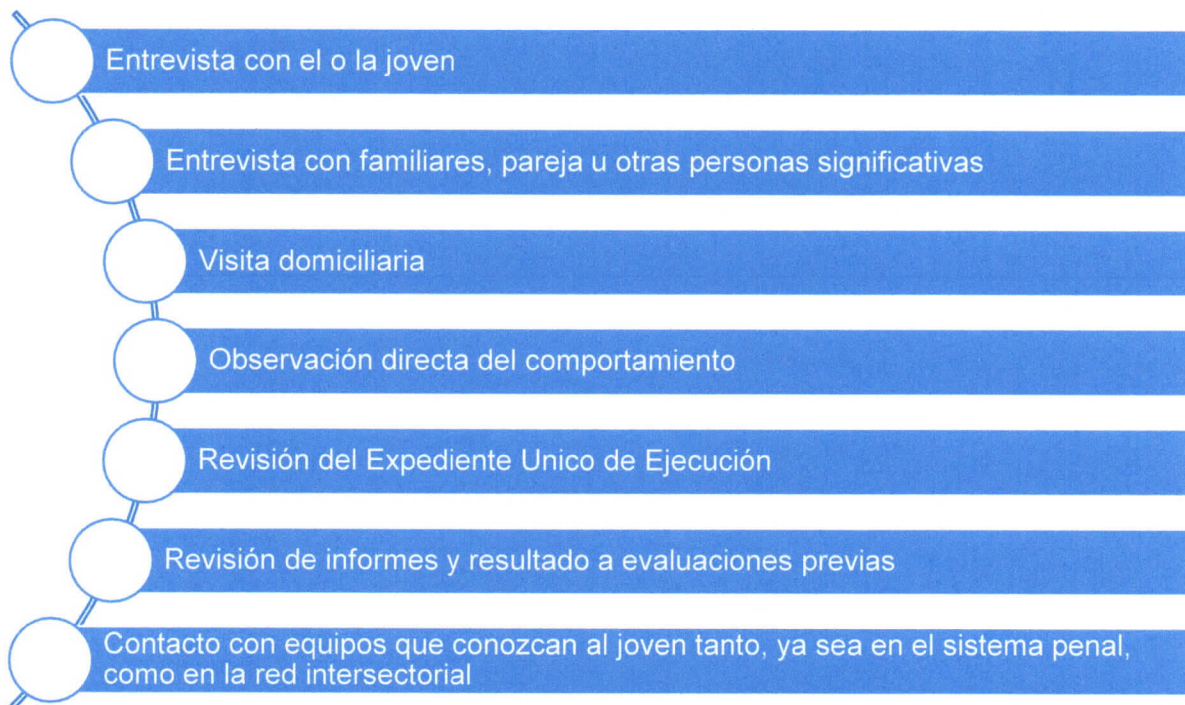 Entrevista con el o la joven
Entrevista con familiares, pareja u otras personas significativas
Visita domiciliaria
Observación directa del comportamiento
Revisión del Expediente Unico de Ejecución
Revisión de informes y resultado a evaluaciones previas
Contacto con equipos que conozcan al joven tanto, ya sea en el sistema penal,
como en la red intersectorial